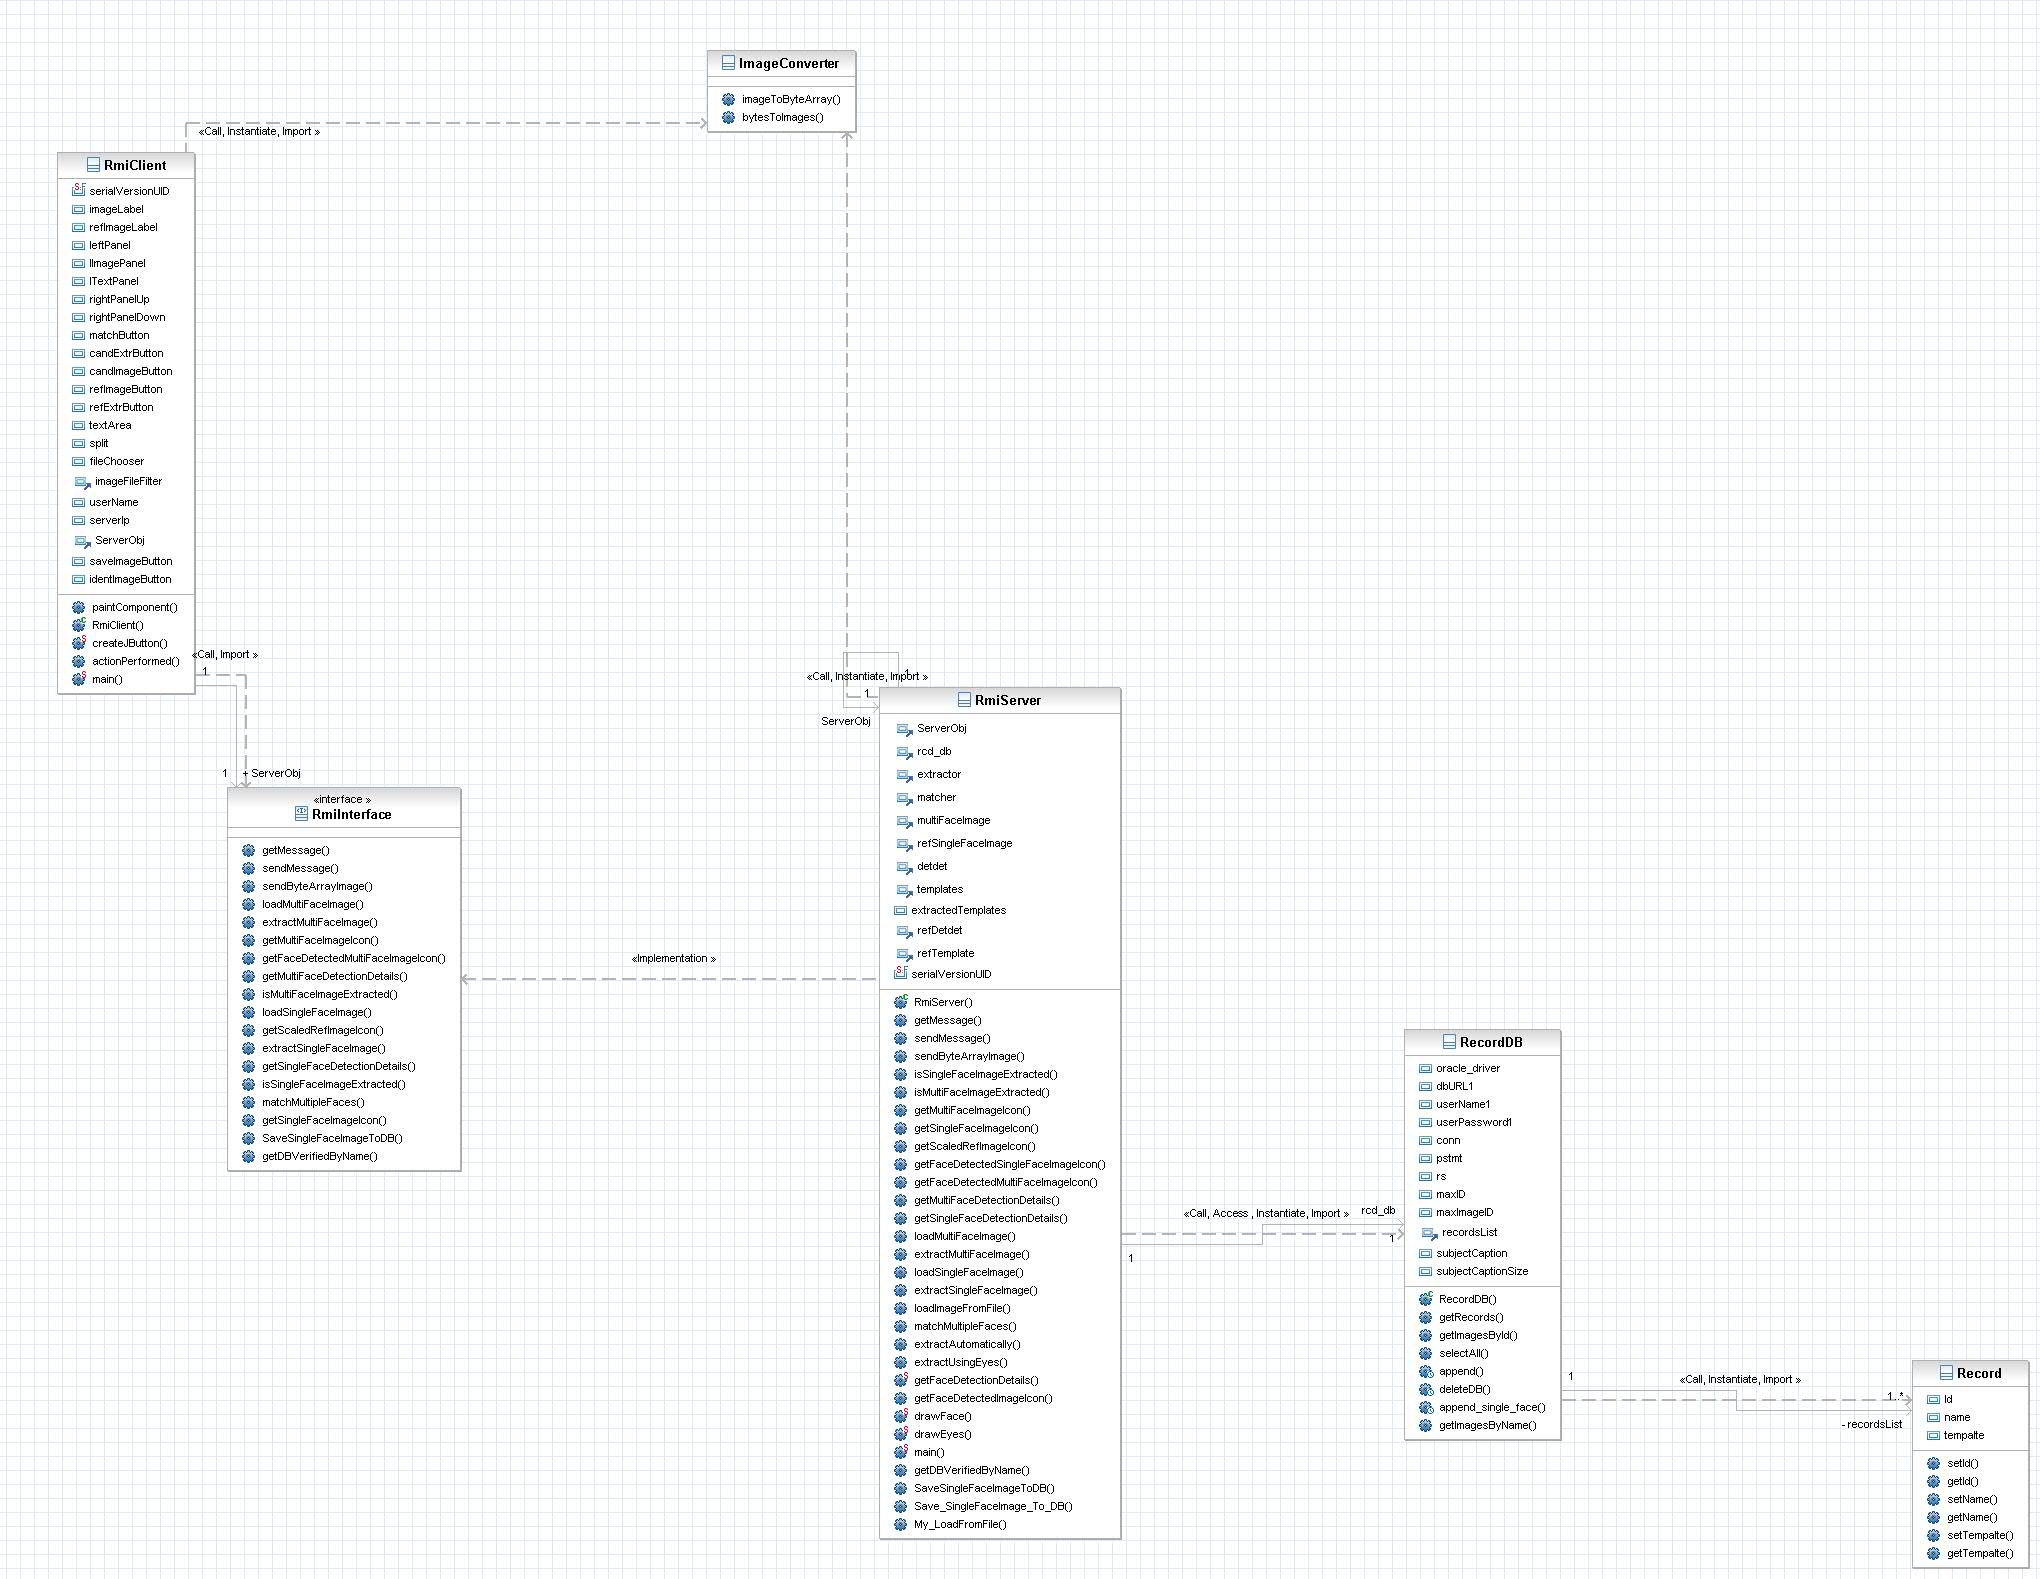 ImageConverter
imageToByteArray()
bytesToImages()
«Call, Instantiate, Import »
RmiClient
serialVersionUID
imageLabel
refImageLabel
leftPanel
lImagePanel
lTextPanel
rightPanelUp
rightPanelDown
matchButton
candExtrButton
candImageButton
refImageButton
refExtrButton
textArea
split
fileChooser
imageFileFilter
userName
serverIp
ServerObj
saveImageButton
identImageButton
paintComponent()
RmiClient()
createJButton()
actionPerformed()
main()
«Call, Import »
1
1
+ ServerObj
«interface »
RmiInterface
getMessage()
sendMessage()
sendByteArrayImage()
loadMultiFaceImage()
extractMultiFaceImage()
getMultiFaceImageIcon()
getFaceDetectedMultiFaceImageIcon()
getMultiFaceDetectionDetails()
isMultiFaceImageExtracted()
loadSingleFaceImage()
getScaledRefImageIcon()
extractSingleFaceImage()
getSingleFaceDetectionDetails()
isSingleFaceImageExtracted()
matchMultipleFaces()
getSingleFaceImageIcon()
SaveSingleFaceImageToDB()
getDBVerifiedByName()
«Implementation »
1
«Call, Instantiate, Import »
1
ServerObj
RmiServer
ServerObj
rcd_db
extractor
matcher
multiFaceImage
refSingleFaceImage
detdet
templates
extractedTemplates
refDetdet
refTemplate
serialVersionUID
RmiServer()
getMessage()
sendMessage()
sendByteArrayImage()
isSingleFaceImageExtracted()
isMultiFaceImageExtracted()
getMultiFaceImageIcon()
getSingleFaceImageIcon()
getScaledRefImageIcon()
getFaceDetectedSingleFaceImageIcon()
getFaceDetectedMultiFaceImageIcon()
getMultiFaceDetectionDetails()
getSingleFaceDetectionDetails()
loadMultiFaceImage()
extractMultiFaceImage()
loadSingleFaceImage()
extractSingleFaceImage()
loadImageFromFile()
matchMultipleFaces()
extractAutomatically()
extractUsingEyes()
getFaceDetectionDetails()
getFaceDetectedImageIcon()
drawFace()
drawEyes()
main()
getDBVerifiedByName()
SaveSingleFaceImageToDB()
Save_SingleFaceImage_To_DB()
My_LoadFromFile()
«Call, Access , Instantiate, Import »
rcd_db
1
1
RecordDB
oracle_driver
dbURL1
userName1
userPassword1
conn
pstmt
rs
maxID
maxImageID
recordsList
subjectCaption
subjectCaptionSize
RecordDB()
getRecords()
getImagesById()
selectAll()
append()
deleteDB()
append_single_face()
getImagesByName()
1
«Call, Instantiate, Import »
1..*
- recordsList
Record
Id
name
tempalte
setId()
getId()
setName()
getName()
setTempalte()
getTempalte()